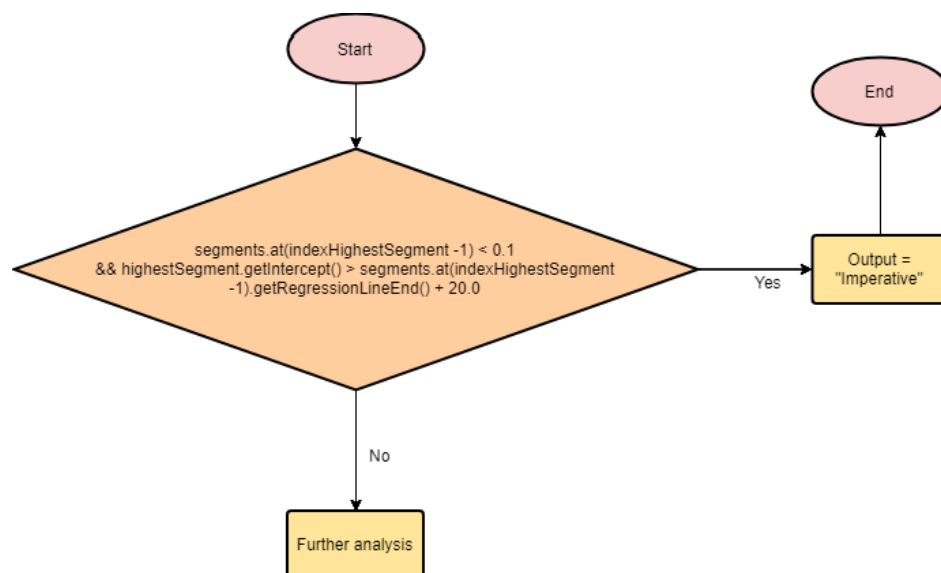 Start
End
segments.at(indexHighestSegment -1) < 0.1
&& highestSegment.getIntercept() > segments.at(indexHighestSegment
-1).getRegressionLineEnd() + 20.0
Yes
Output =
"Imperative"
No
Further analysis